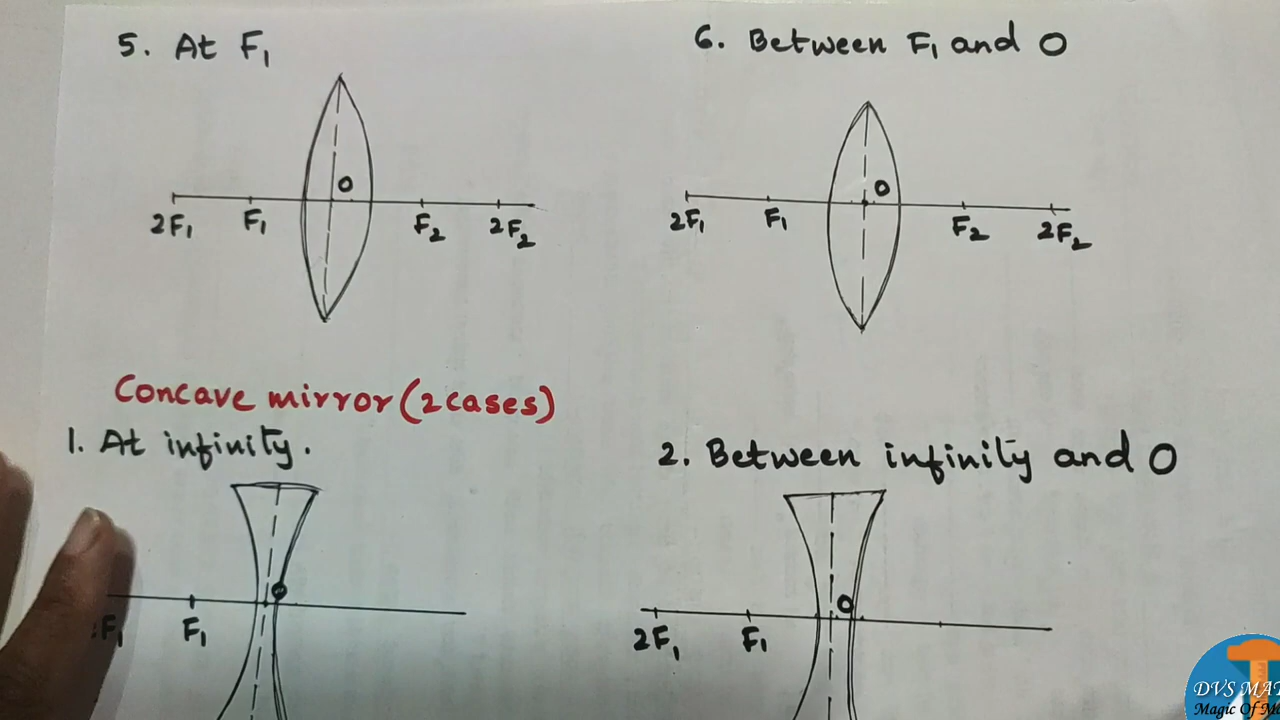 5. At F₁
6. Between F₁ and O
O
2F₁ F₁ F₂ 2F₂
O
2F₁ F₁ F₂ 2F₂
Concave mirror (2 cases)
1. At infinity.
2. Between infinity and O
F₁
O
2F₁ F₁
DVS
Magic Of